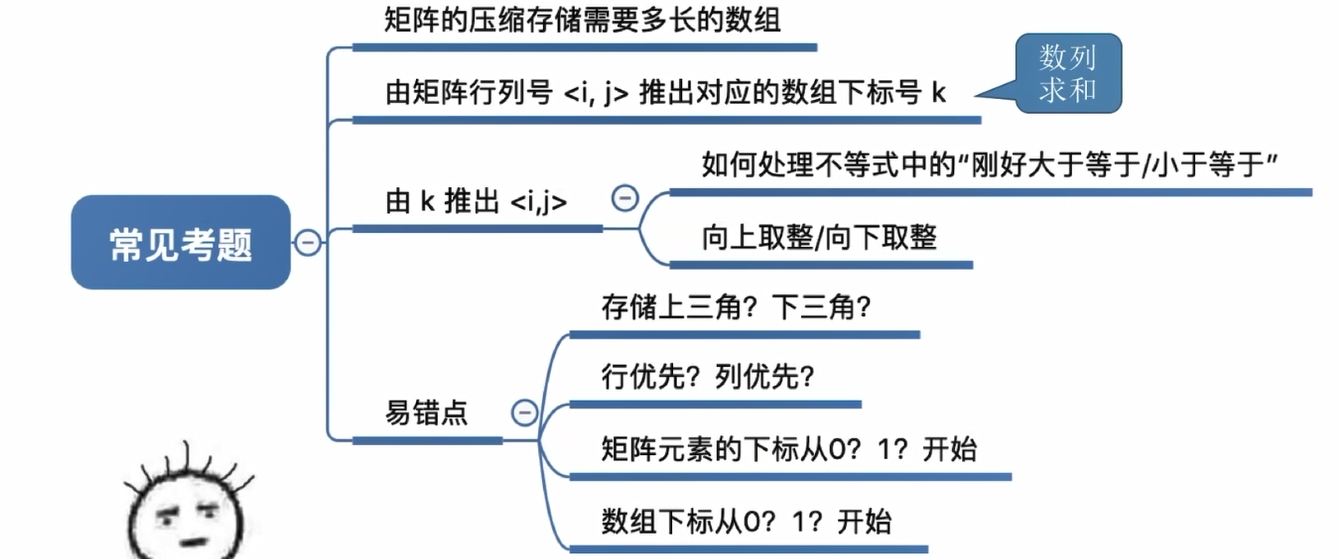 矩阵的压缩存储需要多长的数组
由矩阵行列号 <i, j> 推出对应的数组下标号 k
数列
求和
如何处理不等式中的“刚好大于等于/小于等于”
由 k 推出 <i,j>
向上取整/向下取整
常见考题
存储上三角？下三角？
行优先？列优先？
易错点
矩阵元素的下标从0？1？开始
数组下标从0？1？开始